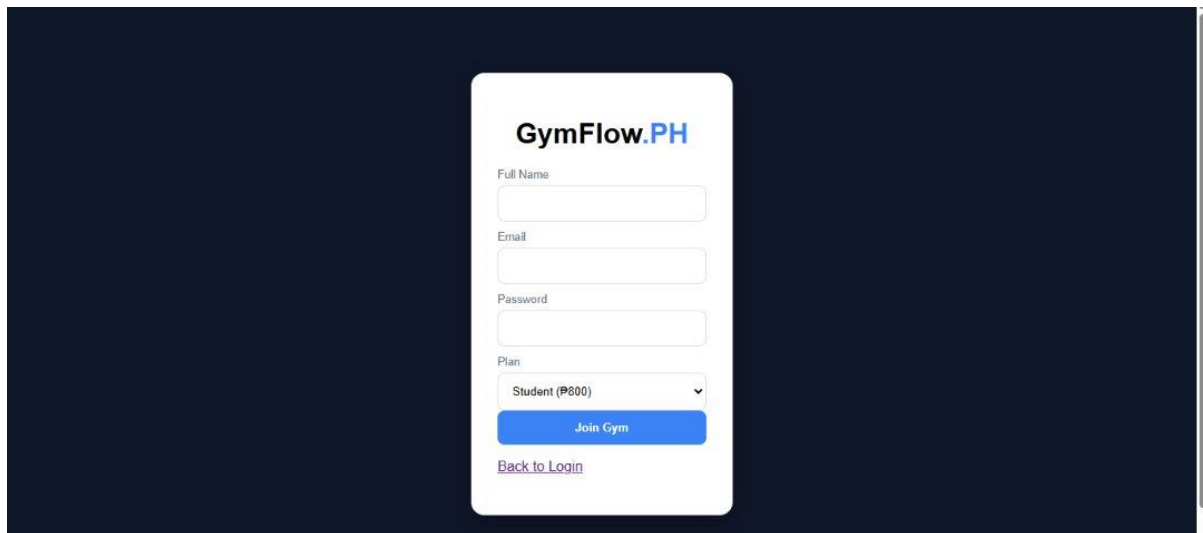 GymFlow.PH
Full Name
Email
Password
Plan
Student (₱800)
Join Gym
Back to Login